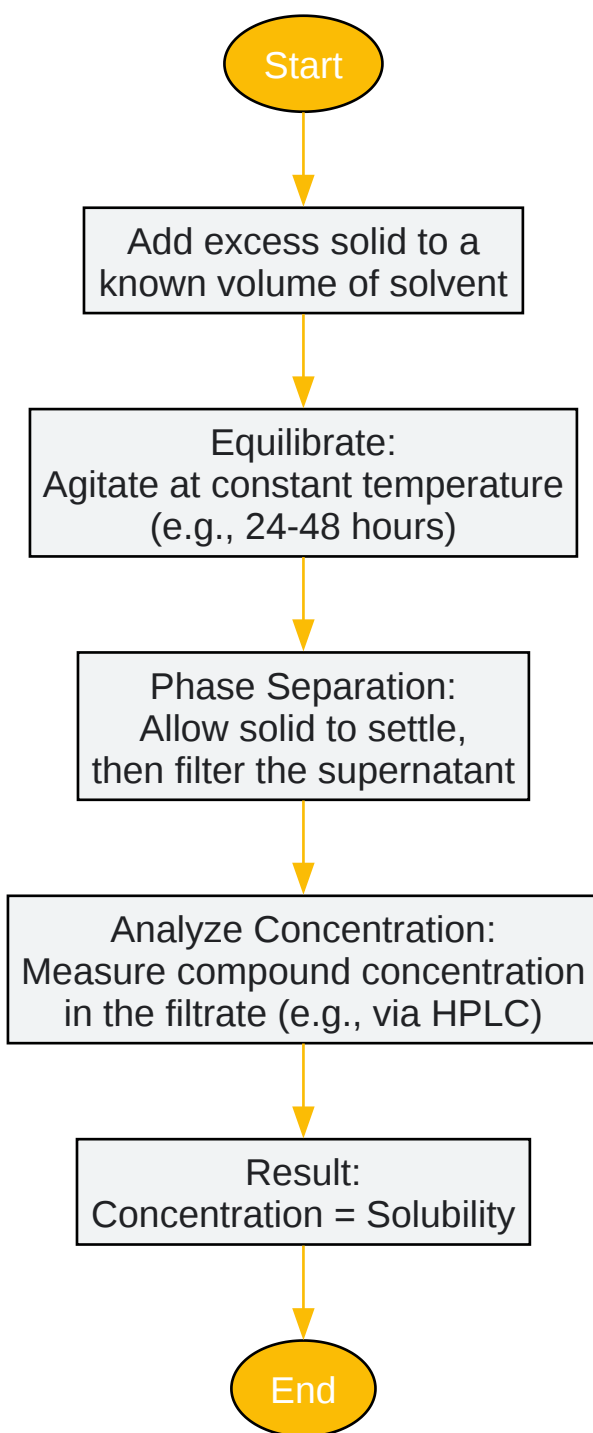 Start
Add excess solid to a
known volume of solvent
Equilibrate:
Agitate at constant temperature
(e.g., 24-48 hours)
Phase Separation:
Allow solid to settle,
then filter the supernatant
Analyze Concentration:
Measure compound concentration
in the filtrate (e.g., via HPLC)
Result:
Concentration = Solubility
End